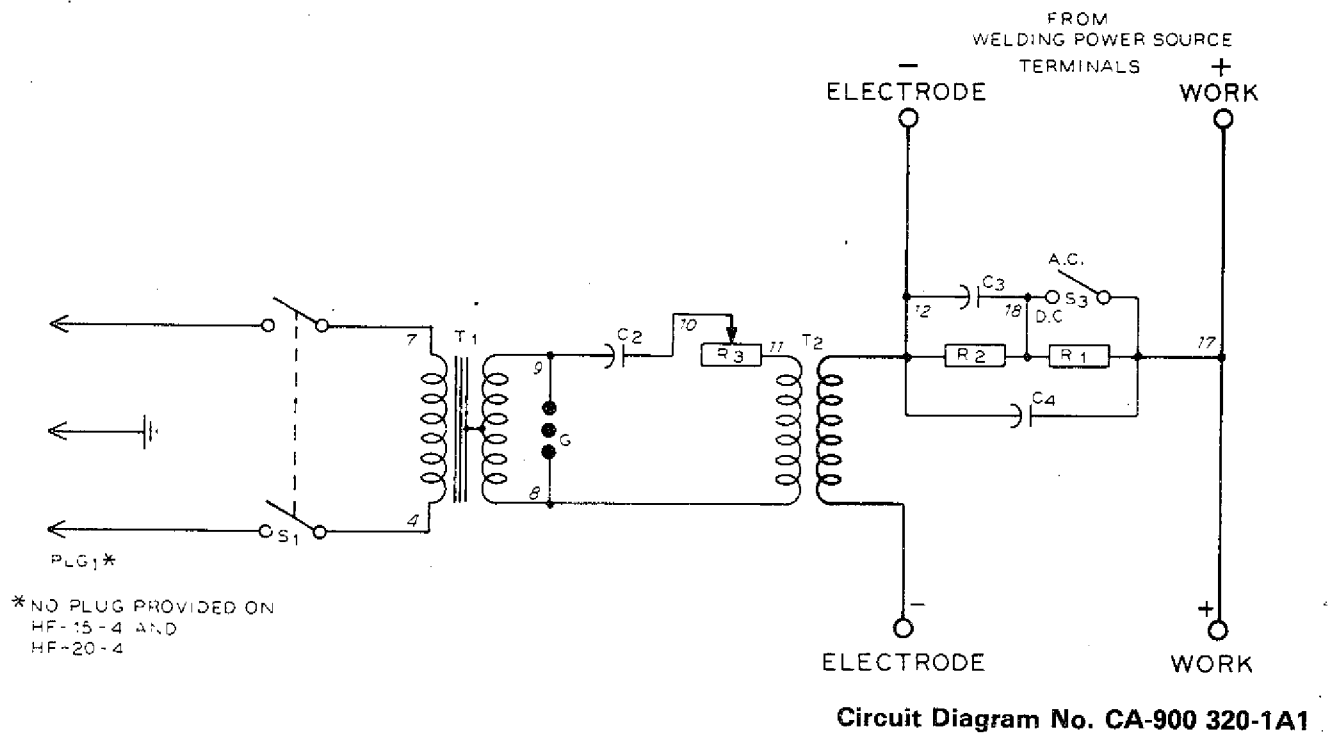 FROM
WELDING POWER SOURCE
TERMINALS
- +
ELECTRODE WORK
A.C.
C3
12 18 S3
D.C
7 T1 9 C2 10 R3 11 T2 R2 R1 17
C4
G
8
4
S1
PLG1*
*NO PLUG PROVIDED ON
HF-15-4 AND
HF-20-4
- +
ELECTRODE WORK
Circuit Diagram No. CA-900 320-1A1